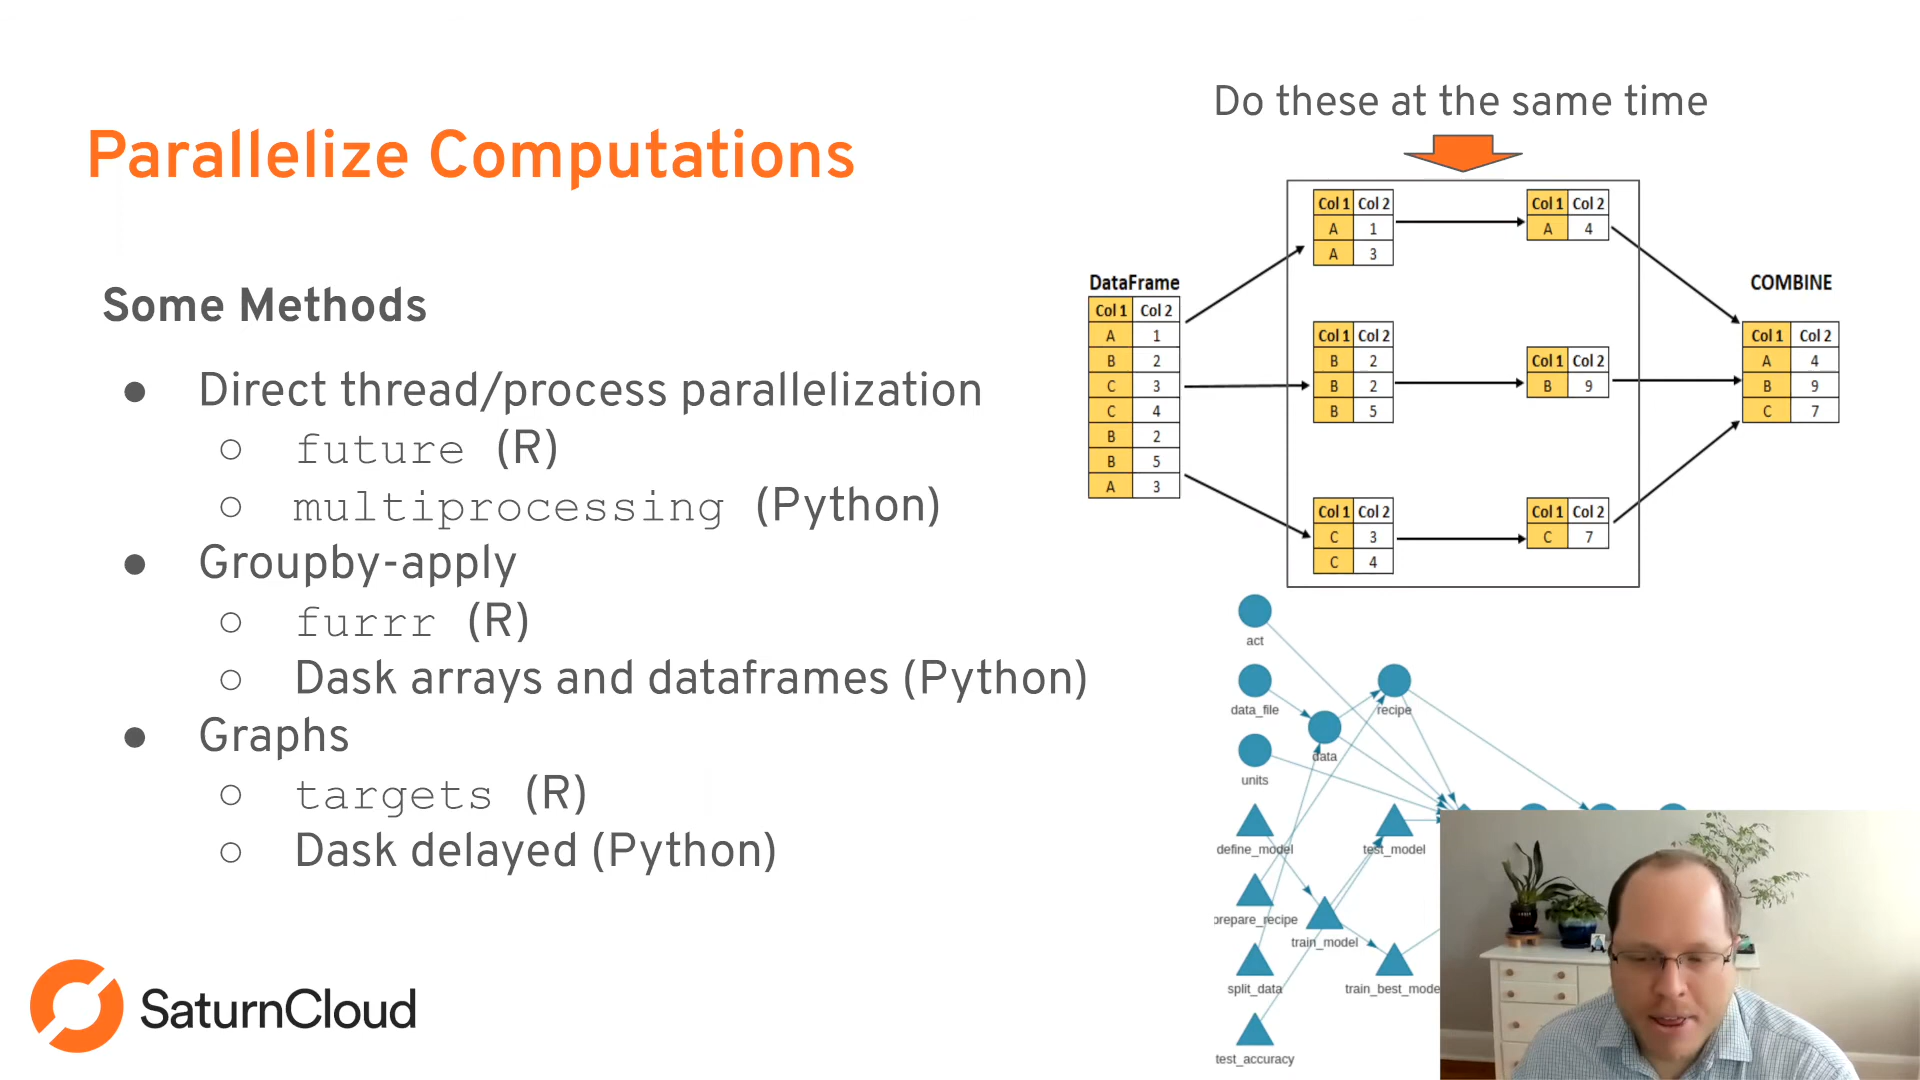 Parallelize Computations
Some Methods
● Direct thread/process parallelization
○ future (R)
○ multiprocessing (Python)
● Groupby-apply
○ furrr (R)
○ Dask arrays and dataframes (Python)
● Graphs
○ targets (R)
○ Dask delayed (Python)
SaturnCloud
Do these at the same time
DataFrame
Col 1 Col 2
A 1
B 2
C 3
C 4
B 2
B 5
A 3
Col 1 Col 2
A 1
A 3
Col 1 Col 2
B 2
B 2
B 5
Col 1 Col 2
C 3
C 4
Col 1 Col 2
A 4
Col 1 Col 2
B 9
Col 1 Col 2
C 7
COMBINE
Col 1 Col 2
A 4
B 9
C 7
act
data_file
recipe
data
units
define_model
test_model
prepare_recipe
train_model
split_data
train_best_mode
test_accuracy